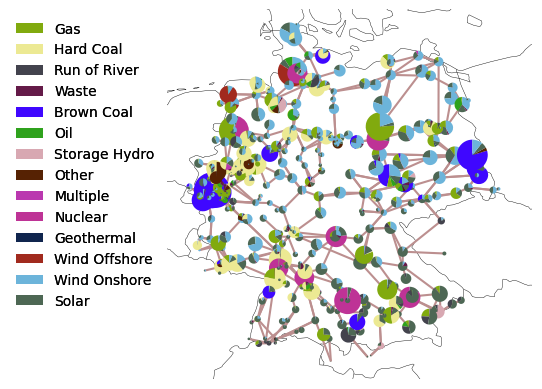 Gas
Hard Coal
Run of River
Waste
Brown Coal
Oil
Storage Hydro
Other
Multiple
Nuclear
Geothermal
Wind Offshore
Wind Onshore
Solar